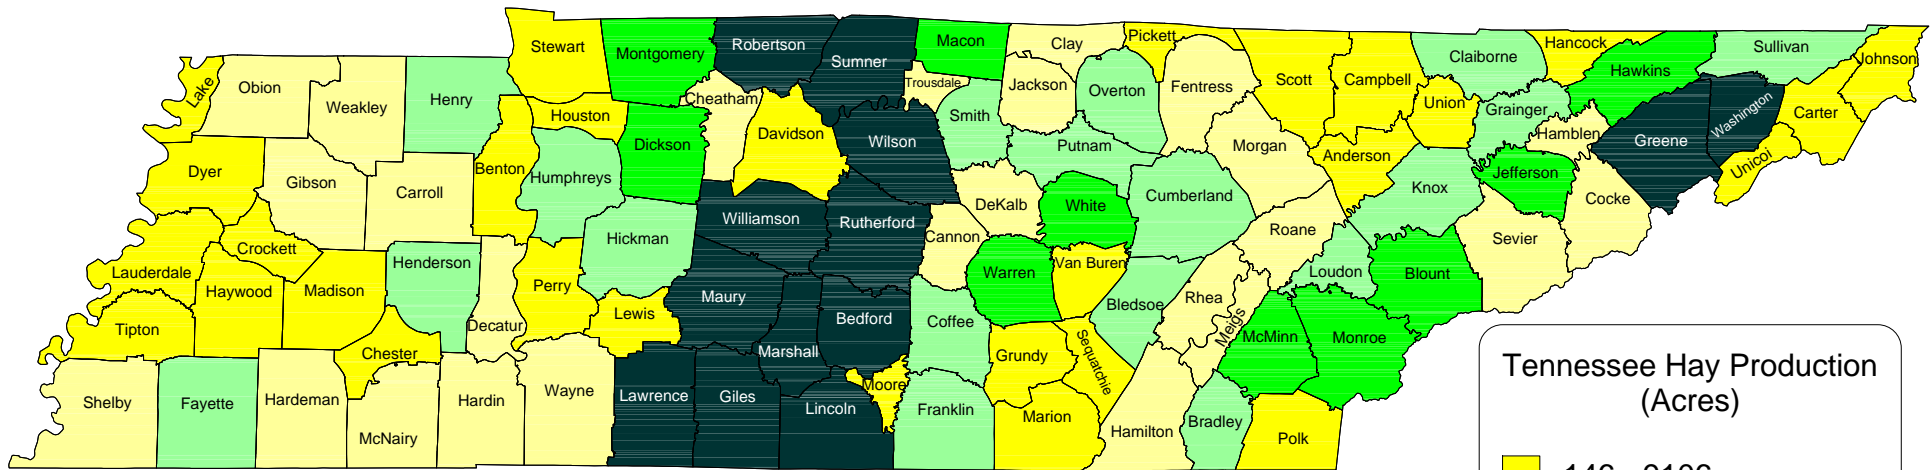 Stewart
Montgomery
Robertson
Sumner
Macon
Clay
Pickett
Scott
Campbell
Claiborne
Hancock
Hawkins
Sullivan
Johnson
Lake
Obion
Weakley
Henry
Houston
Cheatham
Davidson
Trousdale
Smith
Jackson
Overton
Fentress
Union
Grainger
Hamblen
Greene
Washington
Carter
Unicoi
Dyer
Gibson
Carroll
Benton
Humphreys
Dickson
Wilson
Putnam
Morgan
Anderson
Knox
Jefferson
Cocke
Crockett
Hickman
Williamson
Rutherford
DeKalb
White
Cumberland
Roane
Sevier
Lauderdale
Haywood
Madison
Henderson
Perry
Cannon
Warren
Van Buren
Bledsoe
Rhea
Meigs
Loudon
Blount
Tipton
Chester
Decatur
Lewis
Maury
Marshall
Bedford
Coffee
Grundy
Sequatchie
McMinn
Monroe
Shelby
Fayette
Hardeman
McNairy
Hardin
Wayne
Lawrence
Giles
Lincoln
Moore
Franklin
Marion
Hamilton
Bradley
Polk
Tennessee Hay Production
(Acres)